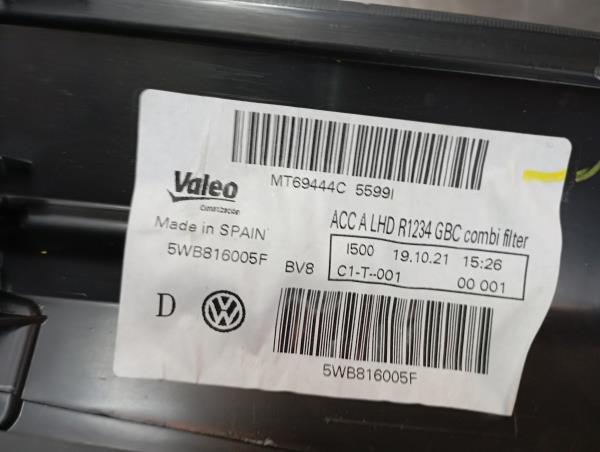 MT69444C 5599I
Valeo
Climatización
Made in SPAIN
ACC A LHD R1234 GBC combi filter
5WB816005F
BV8
I500 19.10.21 15:26
C1-T--001 00 001
D
VW
5WB816005F